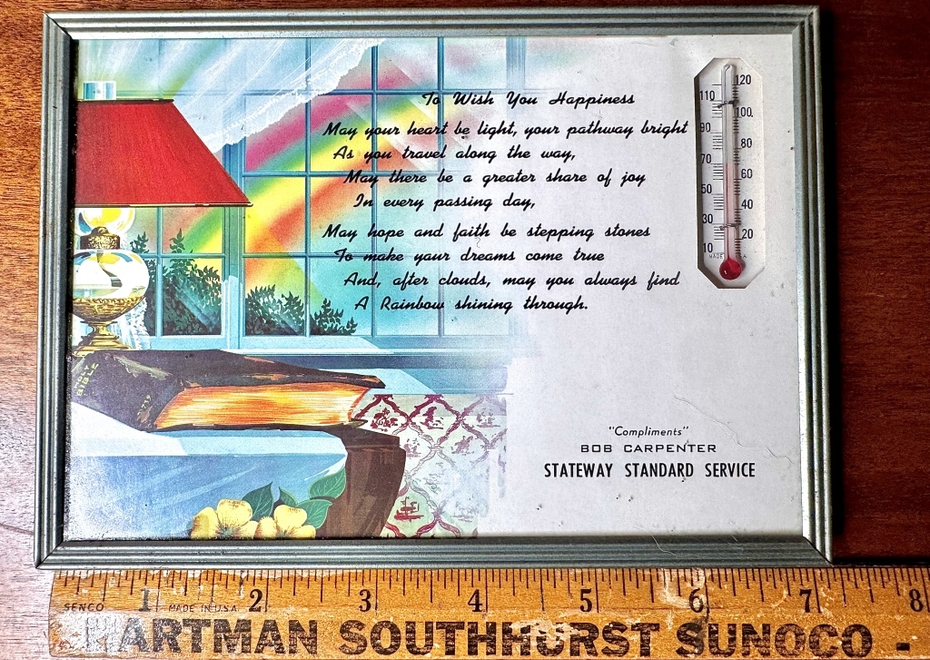 To Wish You Happiness
May your heart be light, your pathway bright
As you travel along the way,
May there be a greater share of joy
In every passing day,
May hope and faith be stepping stones
To make your dreams come true
And, after clouds, may you always find
A Rainbow shining through.
120
110
100
90
80
70
60
50
40
30
20
10
BIBLE
"Compliments"
BOB CARPENTER
STATEWAY STANDARD SERVICE
SENCO 1 MADE IN U.S.A. 2 3 4 5 6 7 8
HARTMAN SOUTHHURST SUNOCO -